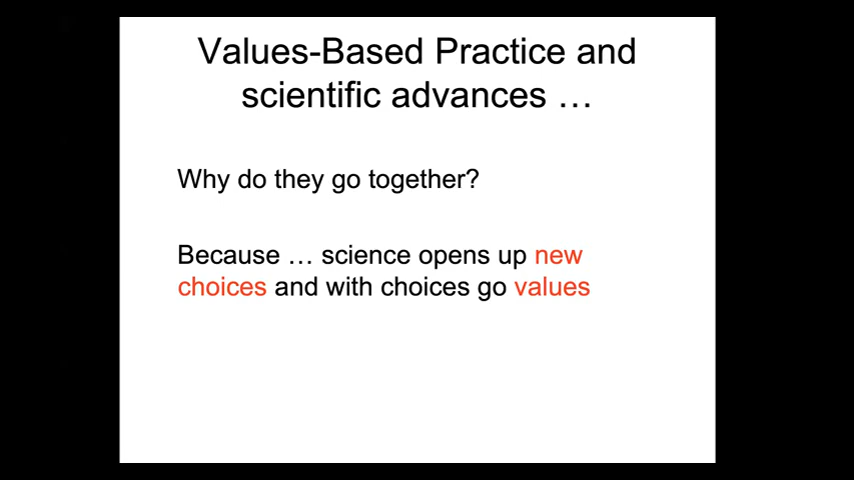 Values-Based Practice and
scientific advances …
Why do they go together?
Because … science opens up new
choices and with choices go values